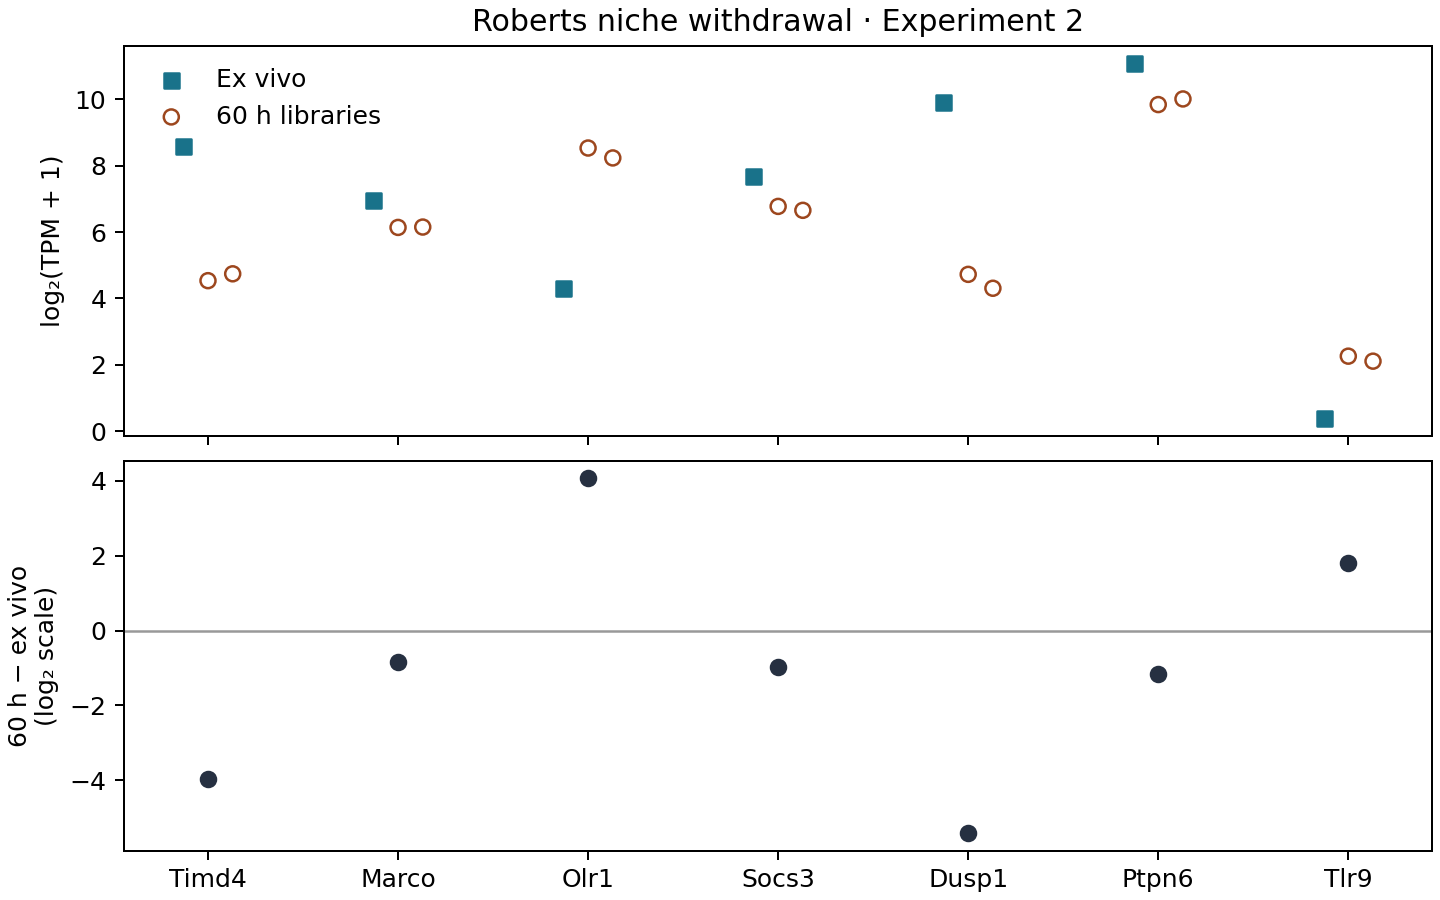 Roberts niche withdrawal · Experiment 2
Ex vivo
60 h libraries
log₂(TPM + 1)
10
8
6
4
2
0
60 h − ex vivo
(log₂ scale)
4
2
0
−2
−4
Timd4 Marco Olr1 Socs3 Dusp1 Ptpn6 Tlr9